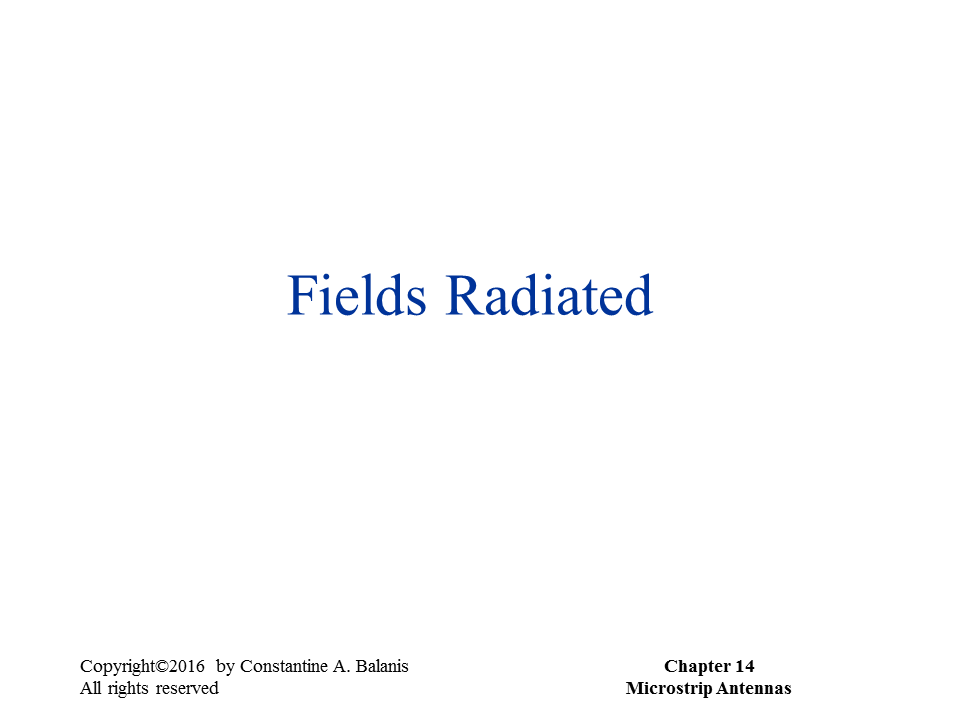 Fields Radiated
Copyright©2016 by Constantine A. Balanis
All rights reserved
Chapter 14
Microstrip Antennas